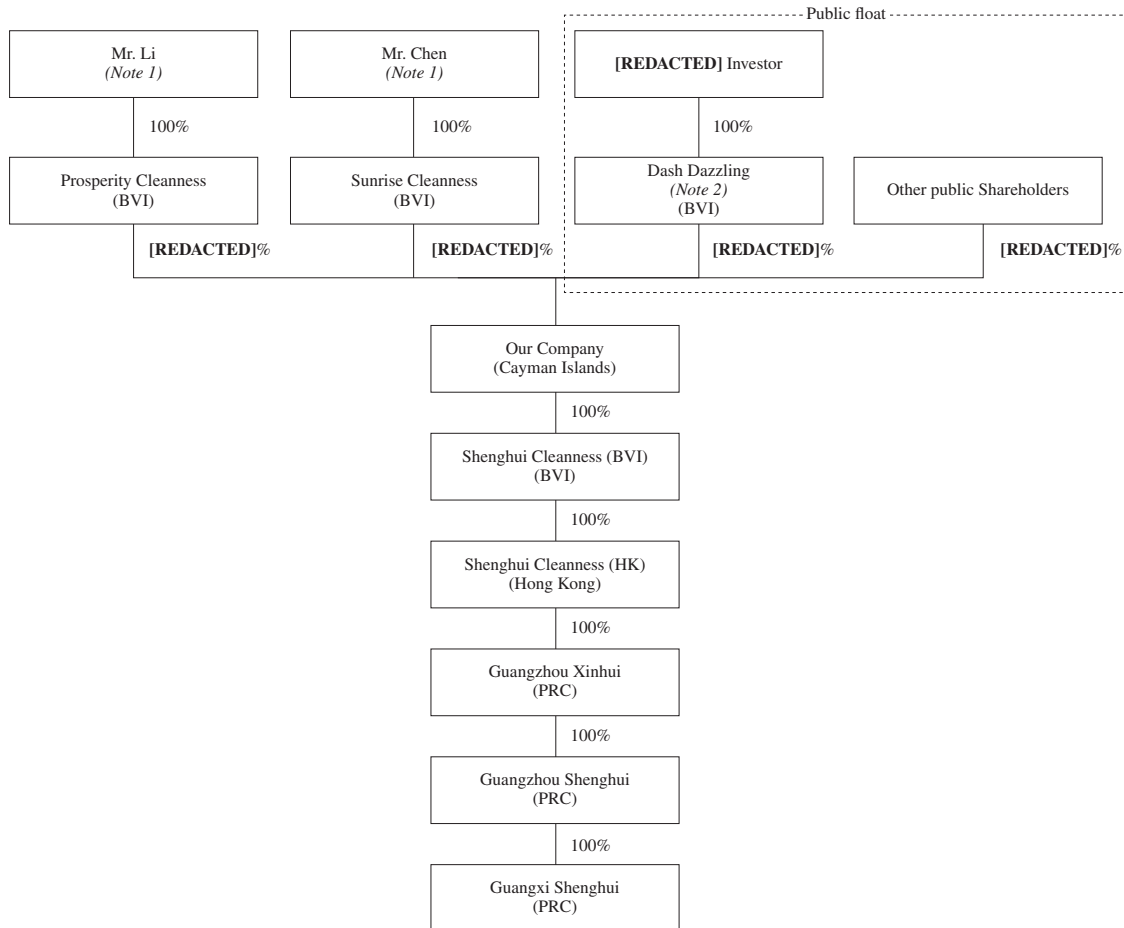 Public float
Mr. Li
(Note 1)
Mr. Chen
(Note 1)
[REDACTED] Investor
100%
100%
100%
Prosperity Cleanness
(BVI)
Sunrise Cleanness
(BVI)
Dash Dazzling
(Note 2)
(BVI)
Other public Shareholders
[REDACTED]%
[REDACTED]%
[REDACTED]%
[REDACTED]%
Our Company
(Cayman Islands)
100%
Shenghui Cleanness (BVI)
(BVI)
100%
Shenghui Cleanness (HK)
(Hong Kong)
100%
Guangzhou Xinhui
(PRC)
100%
Guangzhou Shenghui
(PRC)
100%
Guangxi Shenghui
(PRC)